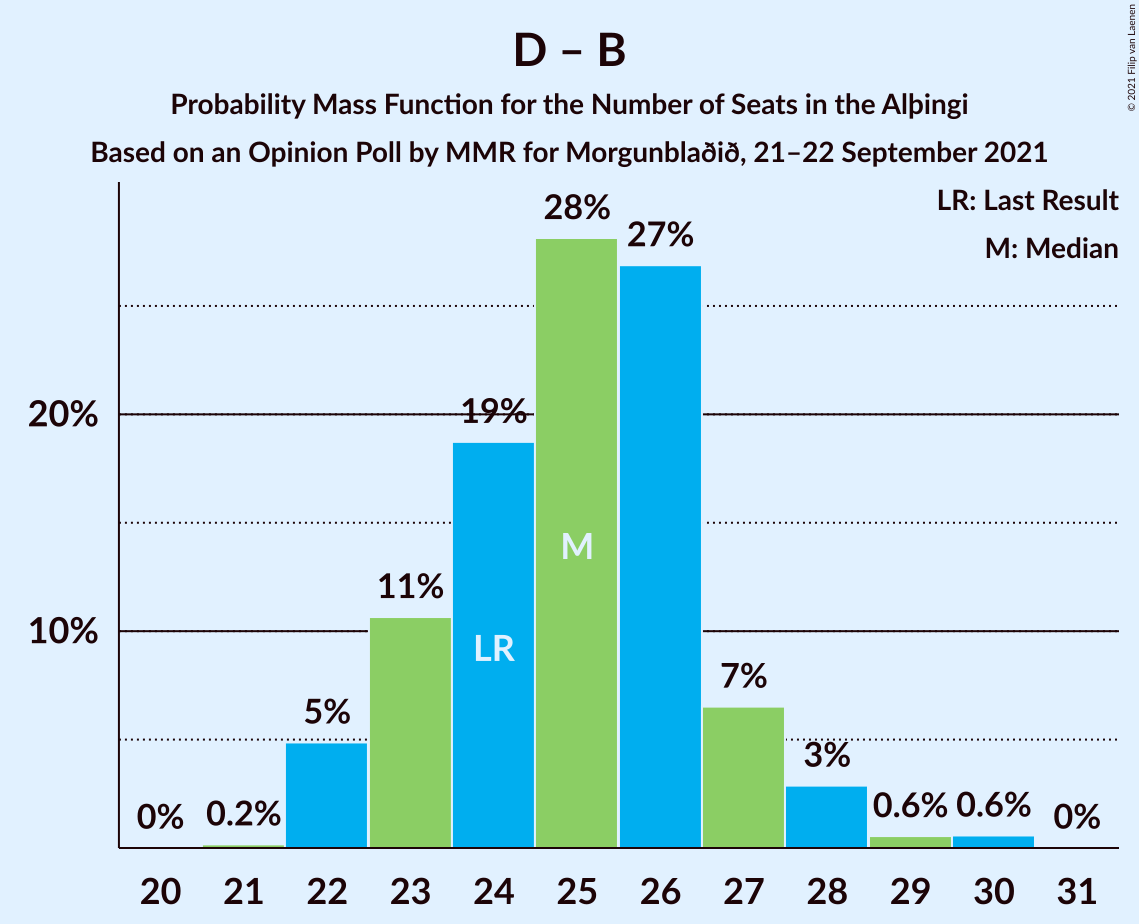 D – B
Probability Mass Function for the Number of Seats in the Alþingi
Based on an Opinion Poll by MMR for Morgunblaðið, 21–22 September 2021
© 2021 Filip van Laenen
LR: Last Result
M: Median
20%
10%
0%
0.2%
5%
11%
19%
28%
27%
7%
3%
0.6%
0.6%
0%
LR
M
20 21 22 23 24 25 26 27 28 29 30 31